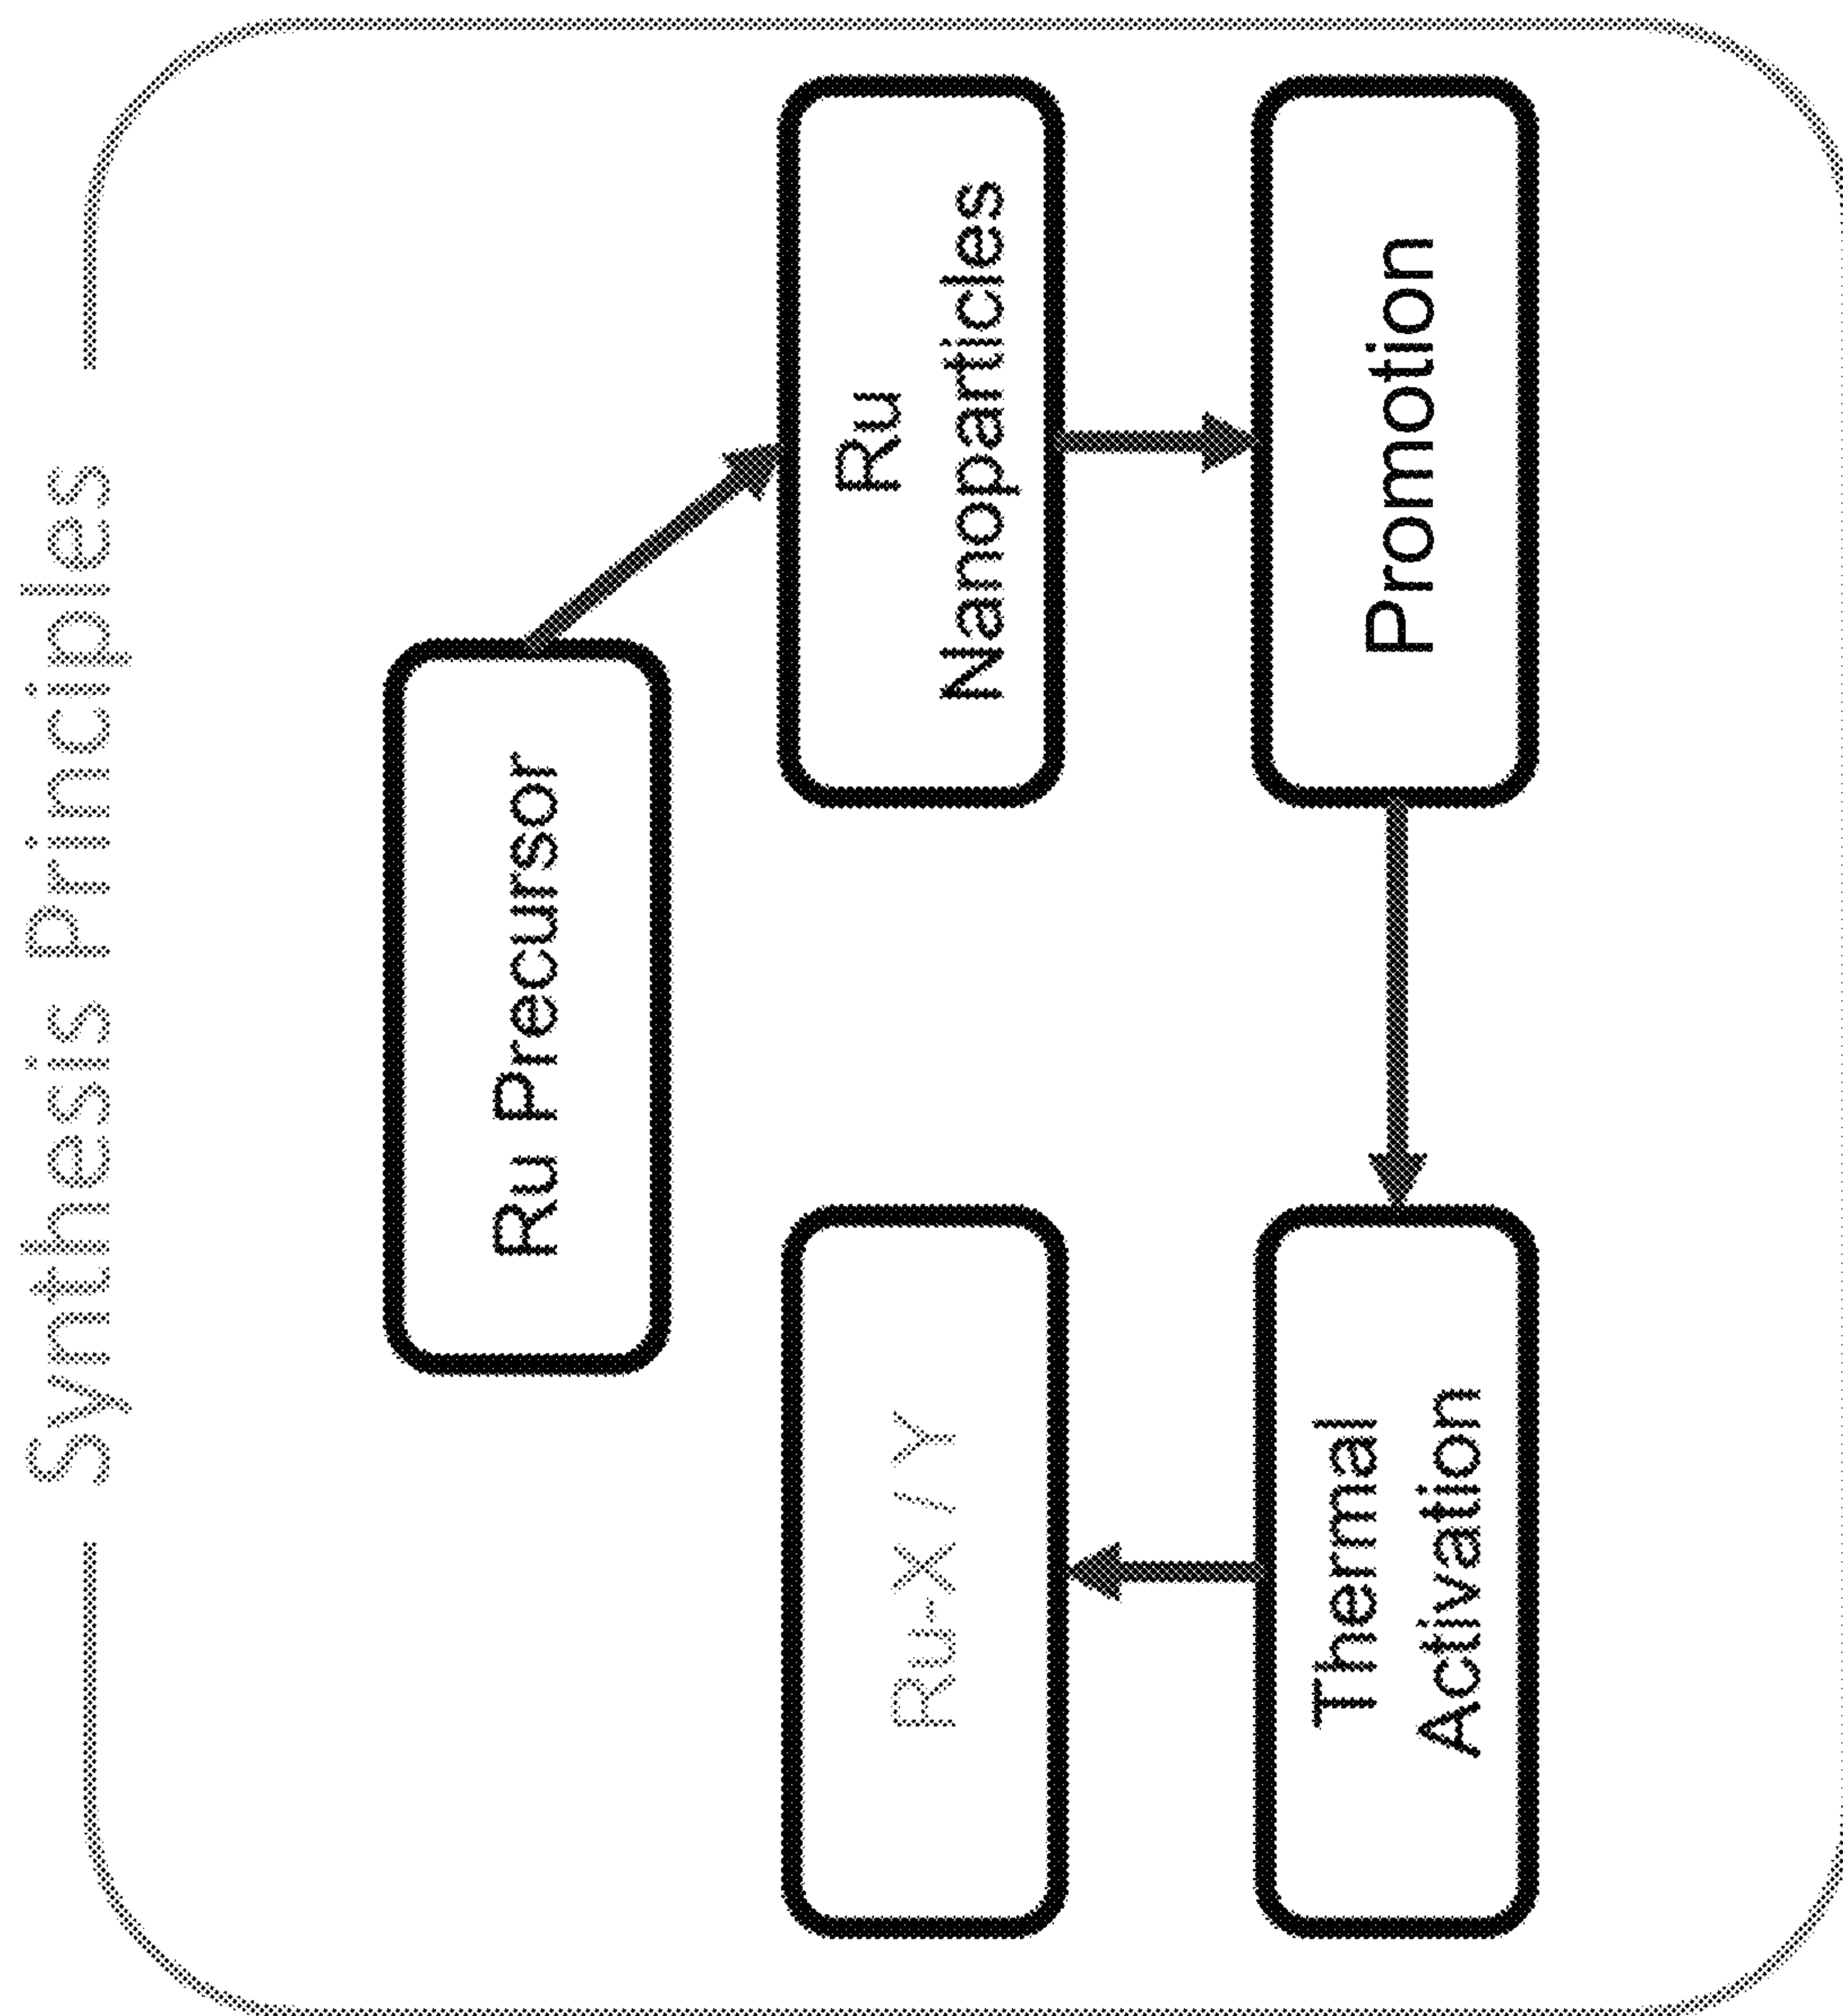 Synthesis Principles
Ru Precursor
Ru
Nanoparticles
Promotion
Thermal
Activation
Ru-X / Y